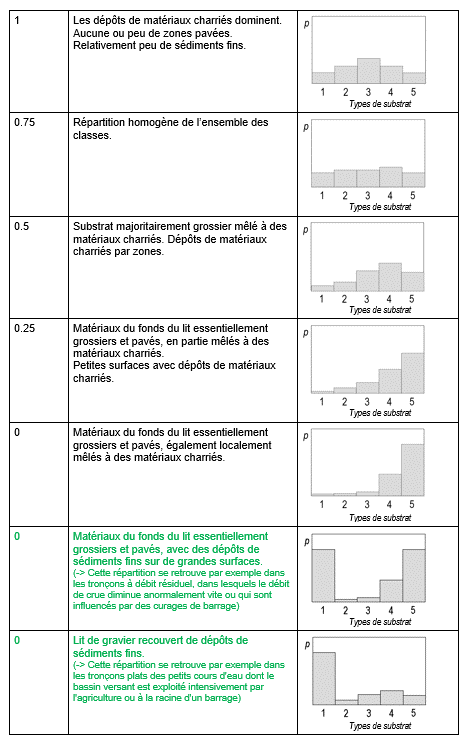 1
Les dépôts de matériaux charriés dominent.
Aucune ou peu de zones pavées.
Relativement peu de sédiments fins.
p
1 2 3 4 5
Types de substrat
0.75
Répartition homogène de l'ensemble des
classes.
p
1 2 3 4 5
Types de substrat
0.5
Substrat majoritairement grossier mêlé à des
matériaux charriés. Dépôts de matériaux
charriés par zones.
p
1 2 3 4 5
Types de substrat
0.25
Matériaux du fonds du lit essentiellement
grossiers et pavés, en partie mêlés à des
matériaux charriés.
Petites surfaces avec dépôts de matériaux
charriés.
p
1 2 3 4 5
Types de substrat
0
Matériaux du fonds du lit essentiellement
grossiers et pavés, également localement
mêlés à des matériaux charriés.
p
1 2 3 4 5
Types de substrat
0
Matériaux du fonds du lit essentiellement
grossiers et pavés, avec des dépôts de
sédiments fins sur de grandes surfaces.
(-> Cette répartition se retrouve par exemple dans
les tronçons à débit résiduel, dans lesquels le débit
de crue diminue anormalement vite ou qui sont
influencés par des curages de barrage)
p
1 2 3 4 5
Types de substrat
0
Lit de gravier recouvert de dépôts de
sédiments fins.
(-> Cette répartition se retrouve par exemple dans
les tronçons plats des petits cours d'eau dont le
bassin versant est exploité intensivement par
l'agriculture ou à la racine d'un barrage)
p
1 2 3 4 5
Types de substrat